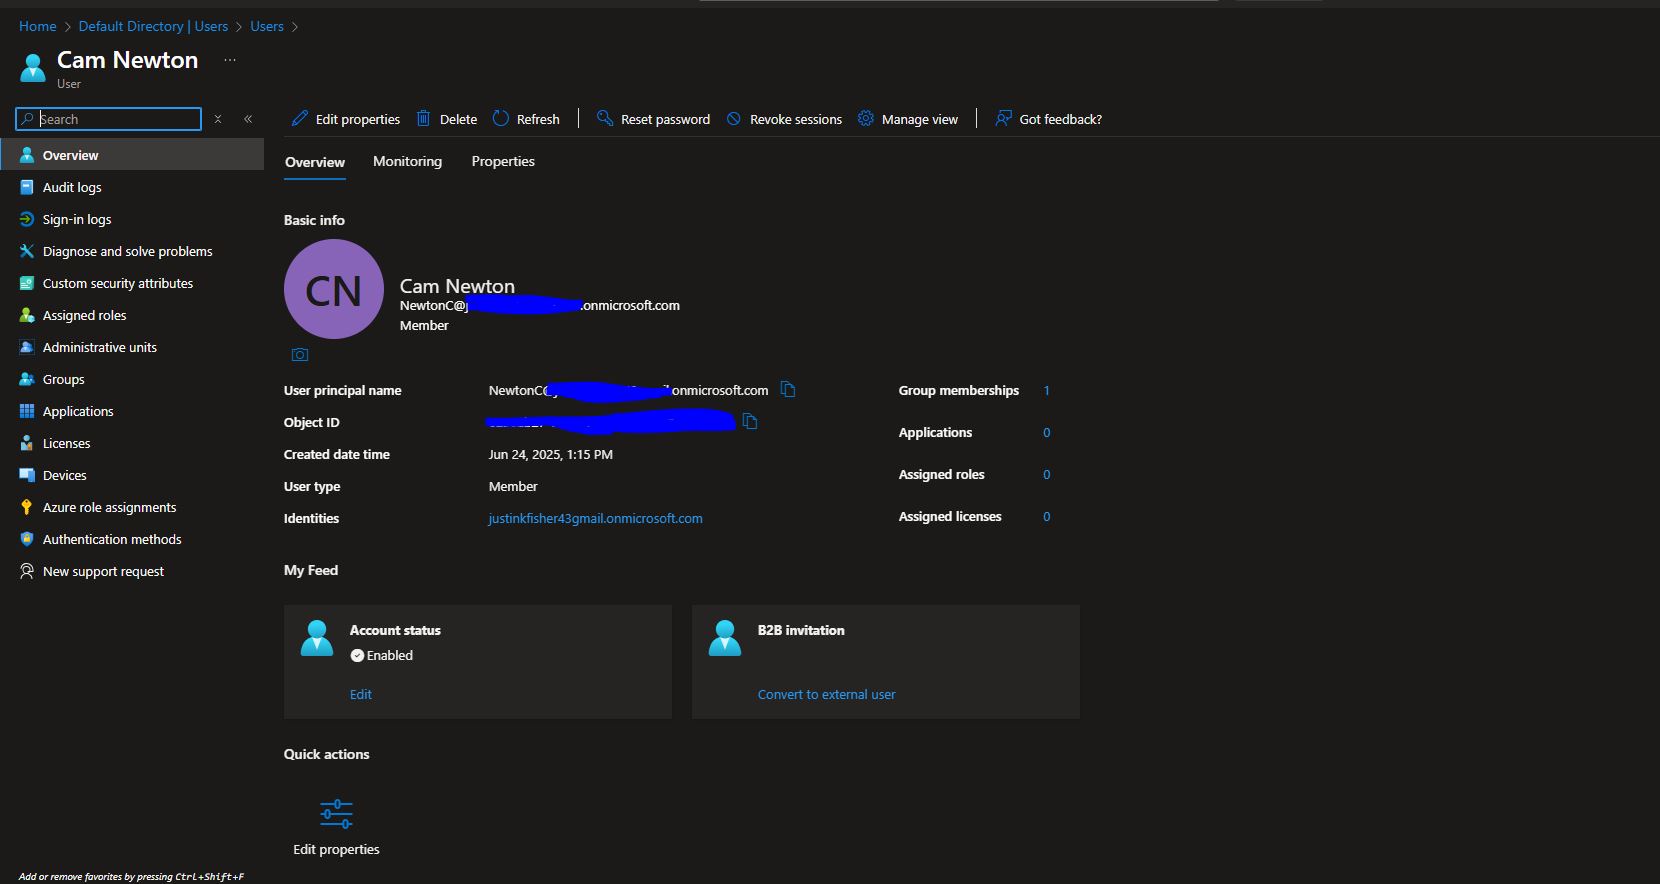 Home > Default Directory | Users > Users >
Cam Newton ...
User
Search
Edit properties Delete Refresh Reset password Revoke sessions Manage view Got feedback?
Overview
Audit logs
Sign-in logs
Diagnose and solve problems
Custom security attributes
Assigned roles
Administrative units
Groups
Applications
Licenses
Devices
Azure role assignments
Authentication methods
New support request
Overview Monitoring Properties
Basic info
CN
Cam Newton
NewtonC@ .onmicrosoft.com
Member
User principal name NewtonC@ .onmicrosoft.com
Object ID
Created date time Jun 24, 2025, 1:15 PM
User type Member
Identities justinkfisher43gmail.onmicrosoft.com
Group memberships 1
Applications 0
Assigned roles 0
Assigned licenses 0
My Feed
Account status
Enabled
Edit
B2B invitation
Convert to external user
Quick actions
Edit properties
Add or remove favorites by pressing Ctrl+Shift+F